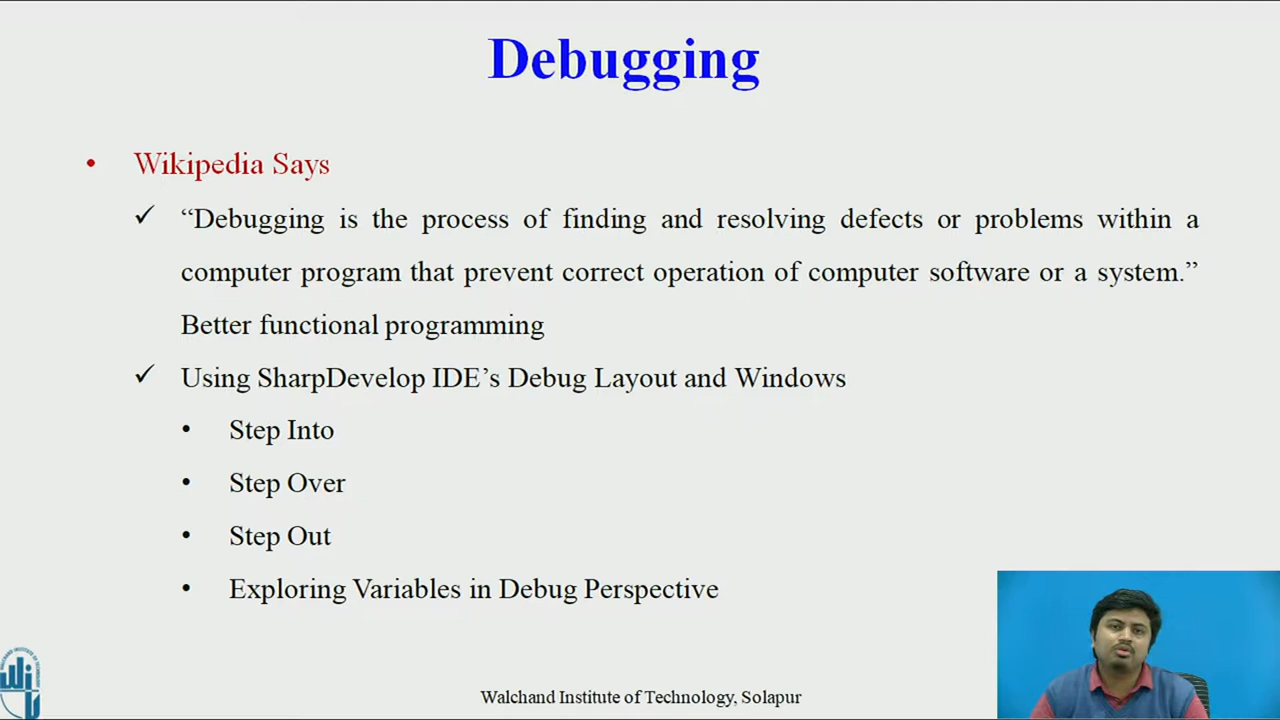 Debugging
• Wikipedia Says
✓ “Debugging is the process of finding and resolving defects or problems within a
computer program that prevent correct operation of computer software or a system.”
Better functional programming
✓ Using SharpDevelop IDE’s Debug Layout and Windows
• Step Into
• Step Over
• Step Out
• Exploring Variables in Debug Perspective
Walchand Institute of Technology, Solapur